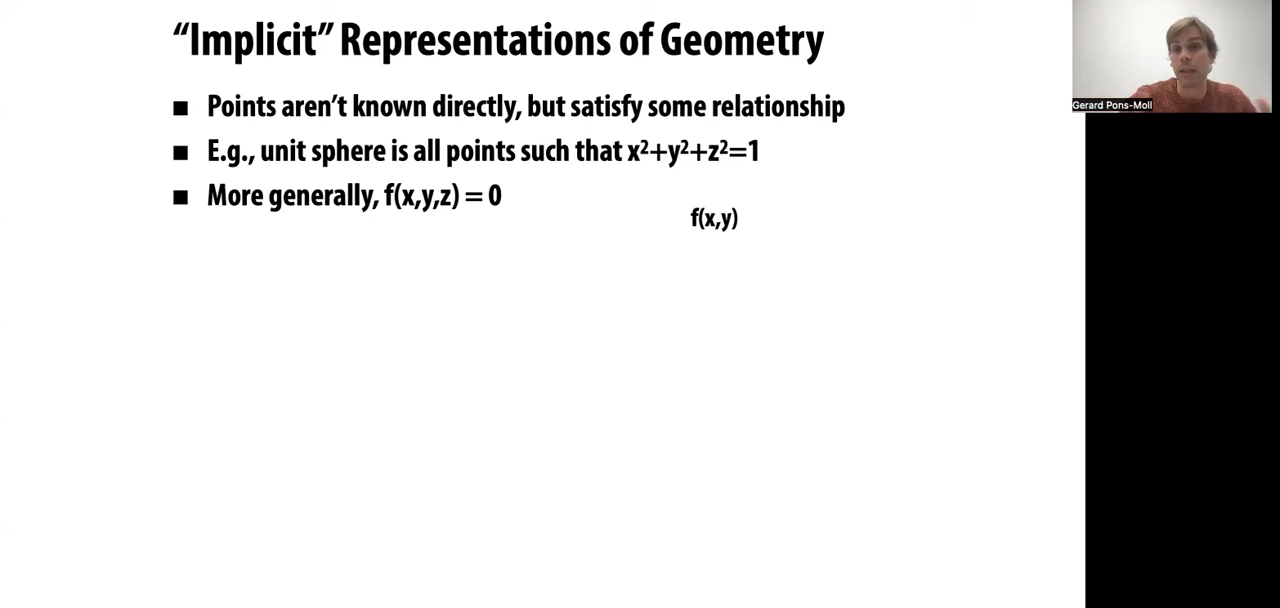 “Implicit” Representations of Geometry
■ Points aren’t known directly, but satisfy some relationship
■ E.g., unit sphere is all points such that x²+y²+z²=1
■ More generally, f(x,y,z) = 0
f(x,y)
Gerard Pons-Moll